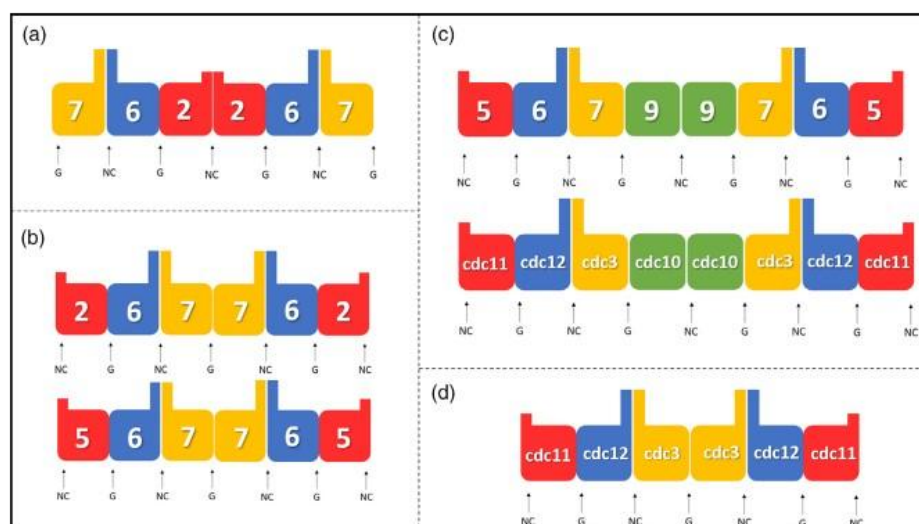 (a)
7 6 2 2 6 7
G NC G NC G NC G
(b)
2 6 7 7 6 2
NC G NC G NC G NC
5 6 7 7 6 5
NC G NC G NC G NC
(c)
5 6 7 9 9 7 6 5
NC G NC G NC G NC G NC
cdc11 cdc12 cdc3 cdc10 cdc10 cdc3 cdc12 cdc11
NC G NC G NC G NC G NC
(d)
cdc11 cdc12 cdc3 cdc3 cdc12 cdc11
NC G NC G NC G NC